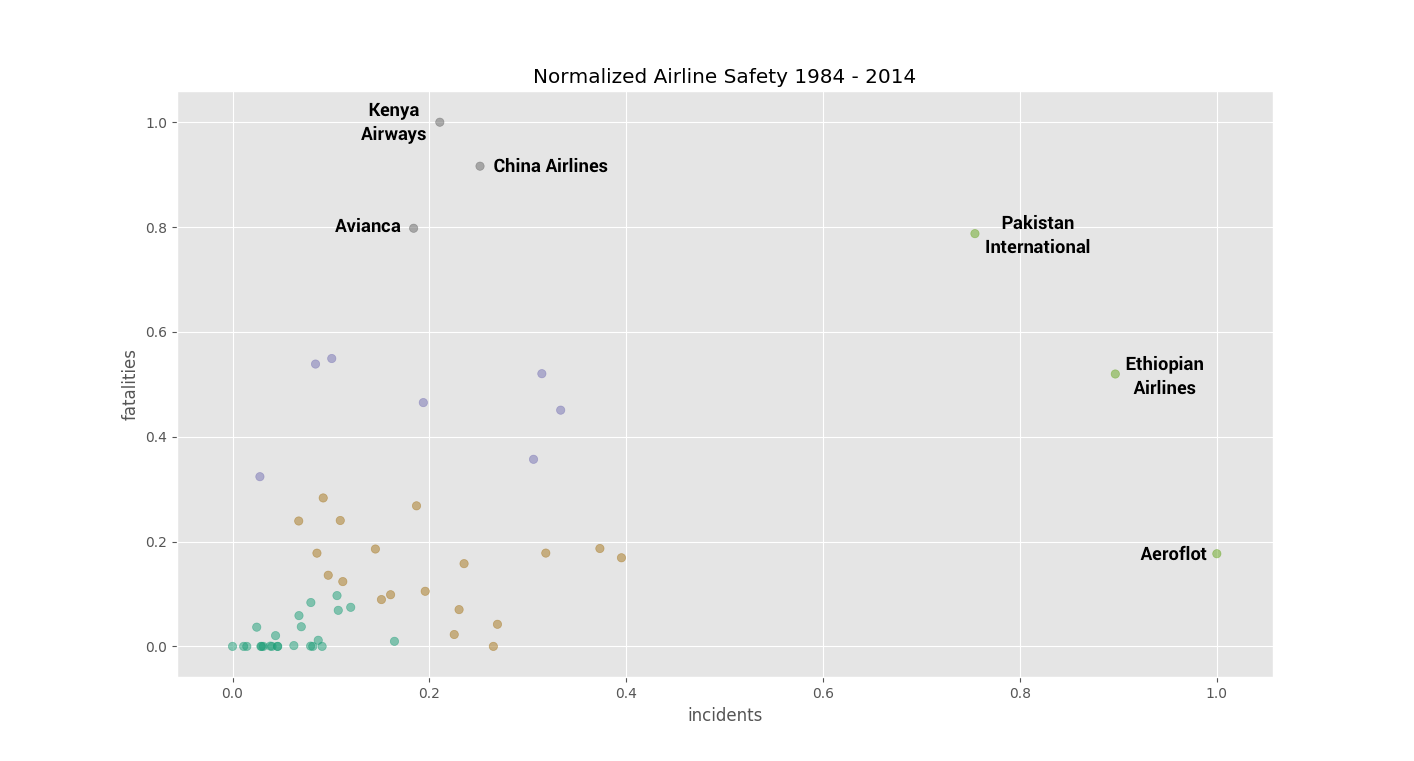 Normalized Airline Safety 1984 - 2014
Kenya
Airways
China Airlines
Avianca
Pakistan
International
Ethiopian
Airlines
Aeroflot
fatalities
1.0
0.8
0.6
0.4
0.2
0.0
0.0
0.2
0.4
0.6
0.8
1.0
incidents